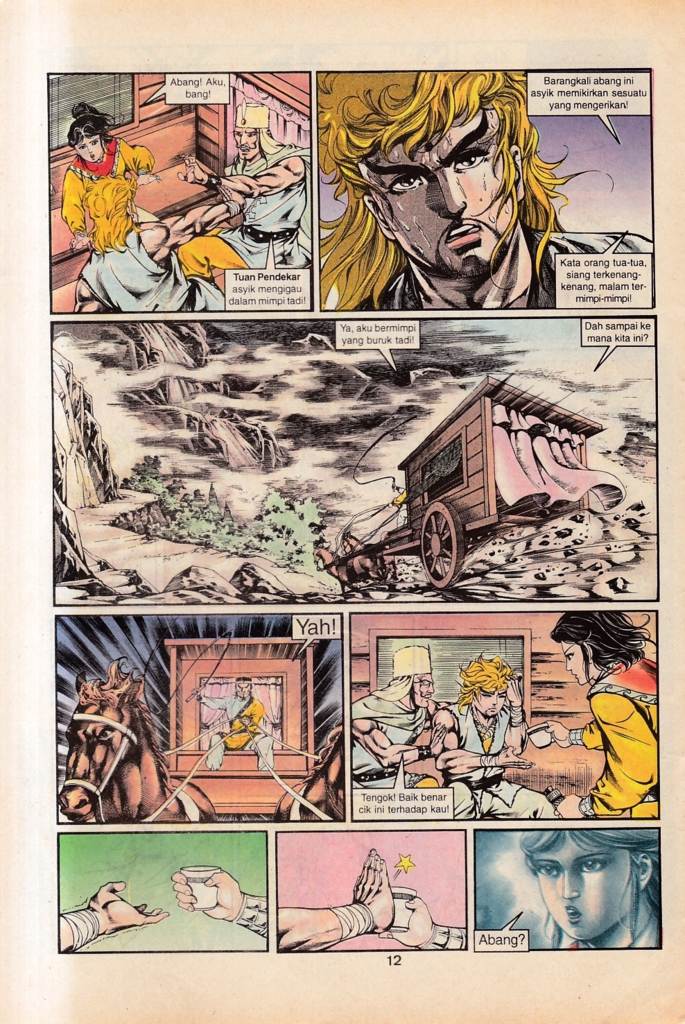 Abang! Aku,
bang!
Tuan Pendekar
asyik mengigau
dalam mimpi tadi!
Barangkali abang ini
asyik memikirkan sesuatu
yang mengerikan!
Kata orang tua-tua,
siang terkenang-
kenang, malam ter-
mimpi-mimpi!
Ya, aku bermimpi
yang buruk tadi!
Dah sampai ke
mana kita ini?
Yah!
Tengok! Baik benar
cik ini terhadap kau!
Abang?
12